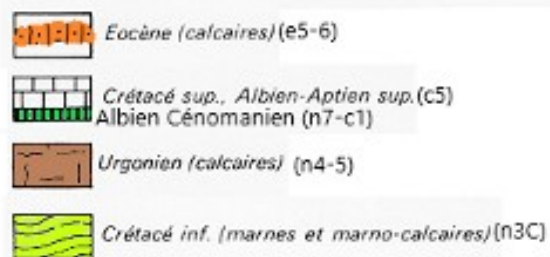 Eocène (calcaires) (e5-6)
Crétacé sup., Albien-Aptien sup. (c5)
Albien Cénomanien (n7-c1)
Urgonien (calcaires) (n4-5)
Crétacé inf. (marnes et marno-calcaires) (n3C)